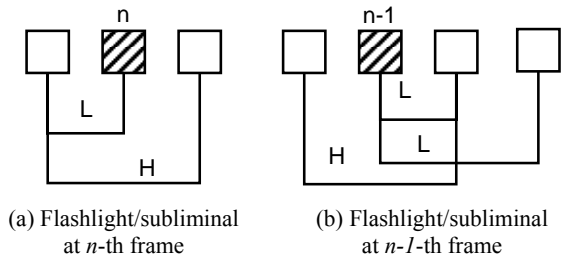 n
n-1
L
L
H
L
H
(a) Flashlight/subliminal
at n-th frame
(b) Flashlight/subliminal
at n-1-th frame